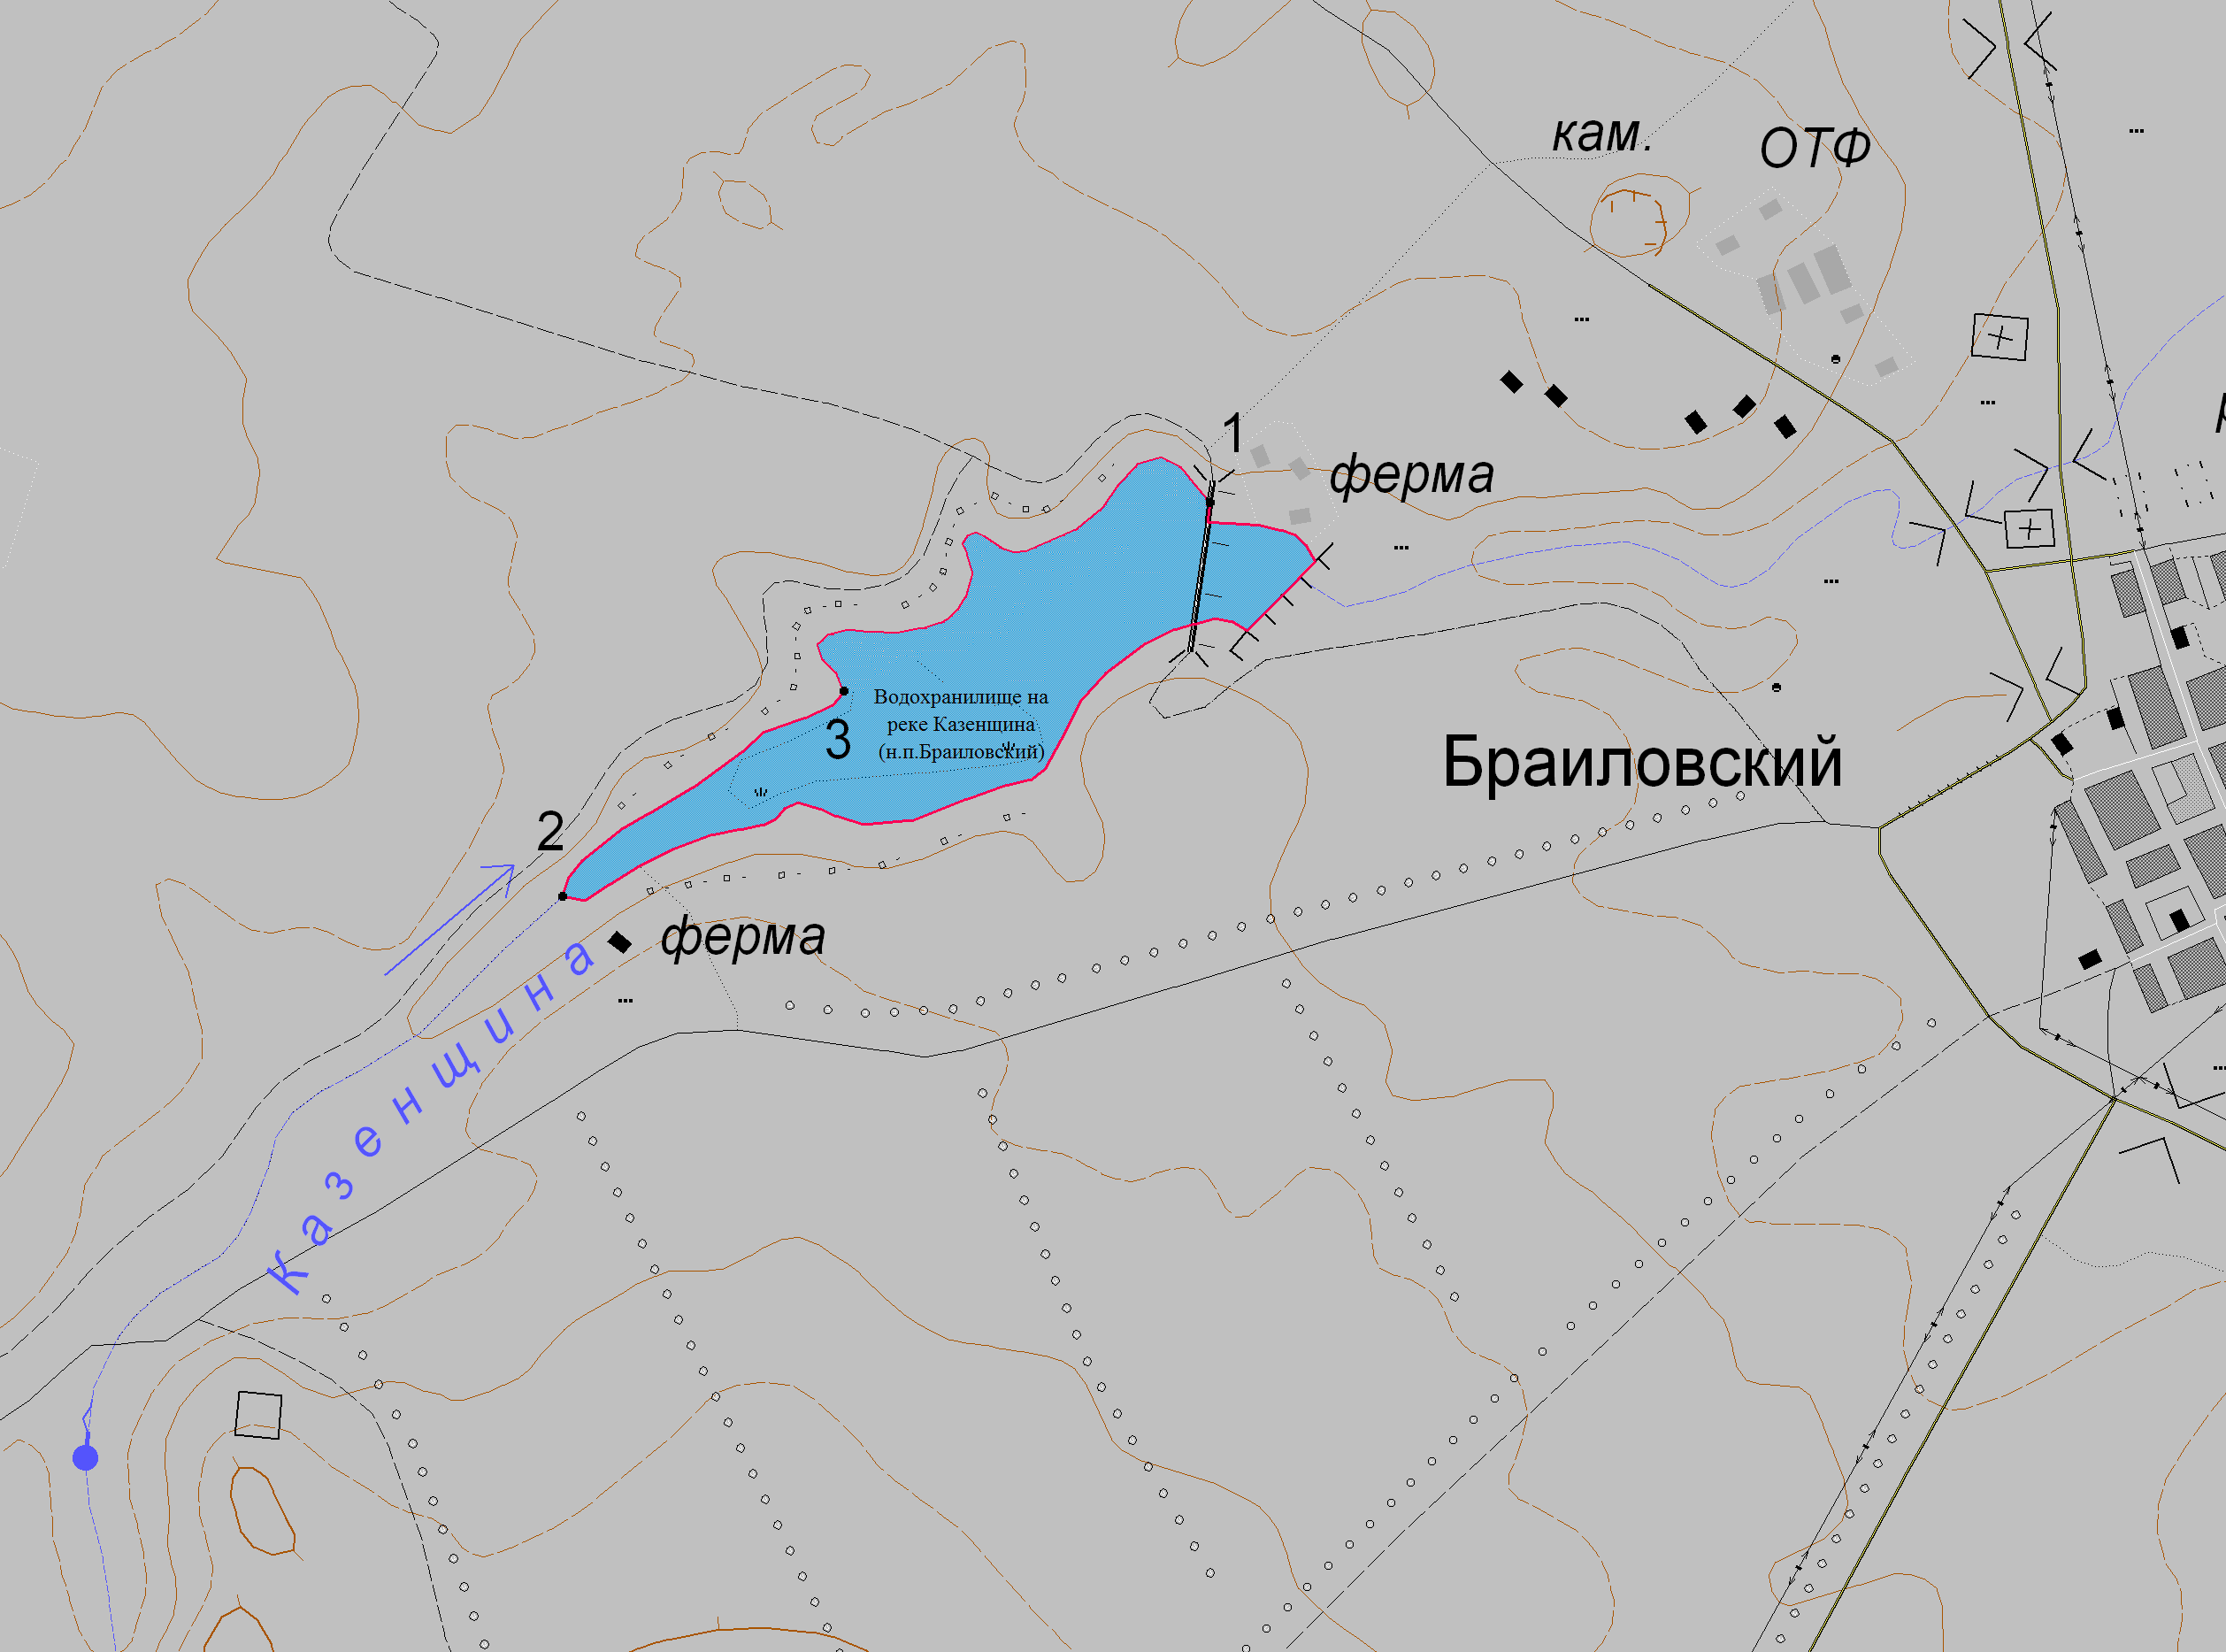 кам.
ОТФ
1
ферма
Водохранилище на
реке Казенщина
(н.п.Браиловский)
3
Браиловский
2
ферма
Казенщина